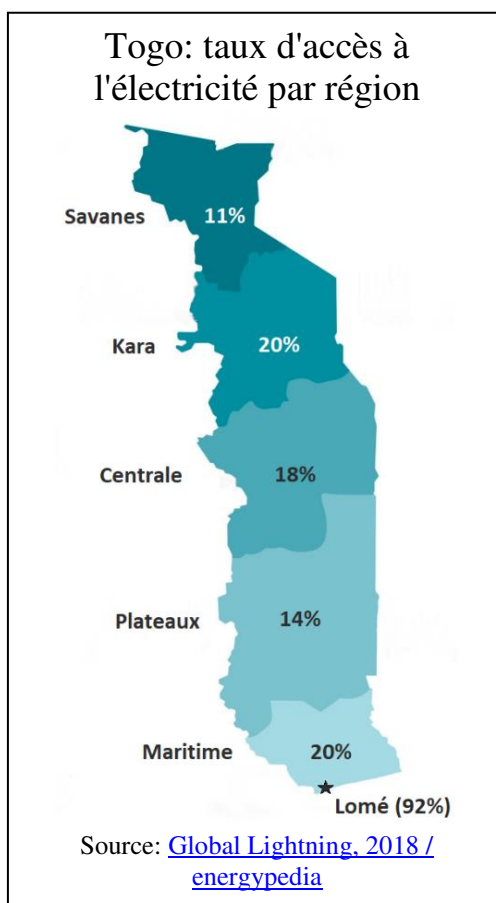 Togo: taux d'accès à
l'électricité par région
Savanes
11%
Kara
20%
Centrale
18%
Plateaux
14%
Maritime
20%
Lomé (92%)
Source: Global Lightning, 2018 /
energypedia